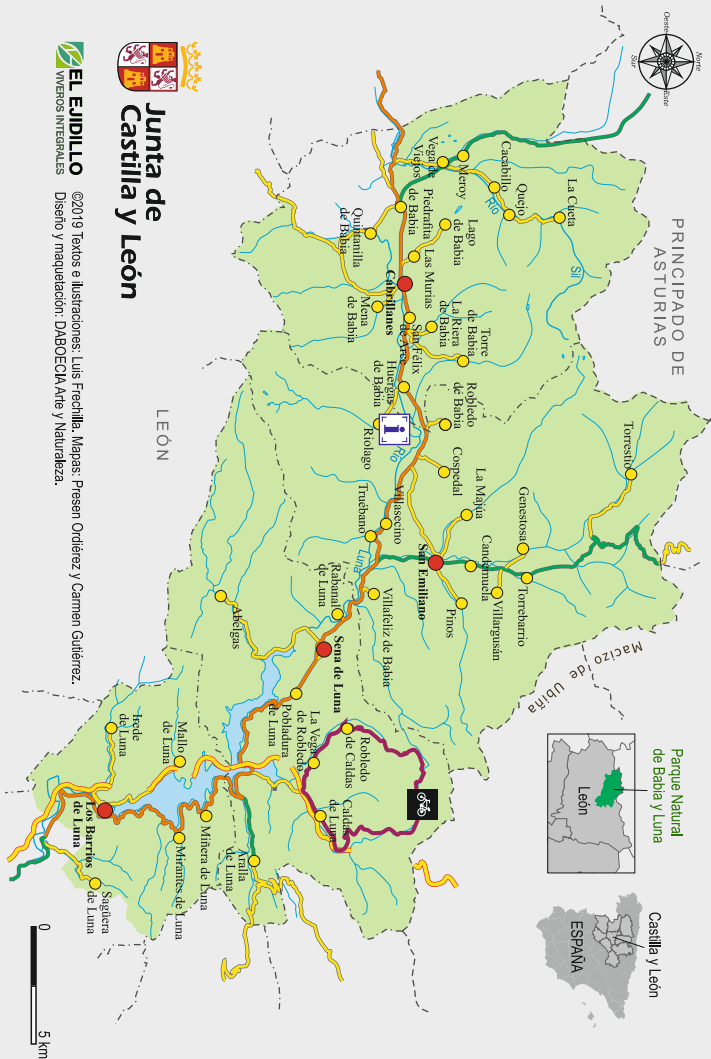 Norte
Oeste
Este
Sur
PRINCIPADO DE
ASTURIAS
La Cueta
Quejo
Cacabillo
Meroy
Vega de
Viejos
Río
Sil
Piedrafita
de Babia
Quintanilla
de Babia
Lago
de Babia
Las Murias
Cabrillanes
Mena
de Babia
La Riera
de Babia
Torre
de Babia
San Félix
de Arce
Huergas
de Babia
Robledo
de Babia
Riolago
i
Río
Luna
Cospedal
La Majúa
Torrestío
Genestosa
Candemuela
Torrebarrio
Villargusán
San Emiliano
Pinos
Villasecino
Truébano
Villafeliz de Babia
Rabanal
de Luna
Abelgas
Sena de Luna
Pobladura
de Luna
La Vega
de Robledo
Robledo
de Caldas
Caldas
de Luna
Aralla
de Luna
Mallo
de Luna
Irede
de Luna
Miñera de Luna
Mirantes de Luna
Los Barrios
de Luna
Sagüera
de Luna
Macizo de Ubiña
LEÓN
Parque Natural
de Babia y Luna
León
Castilla y León
ESPAÑA
0
5 km
Junta de
Castilla y León
EL EJIDILLO
VIVEROS INTEGRALES
©2019 Textos e ilustraciones: Luis Frechilla. Mapas: Presen Ordiérez y Carmen Gutiérrez.
Diseño y maquetación: DABOECIA Arte y Naturaleza.